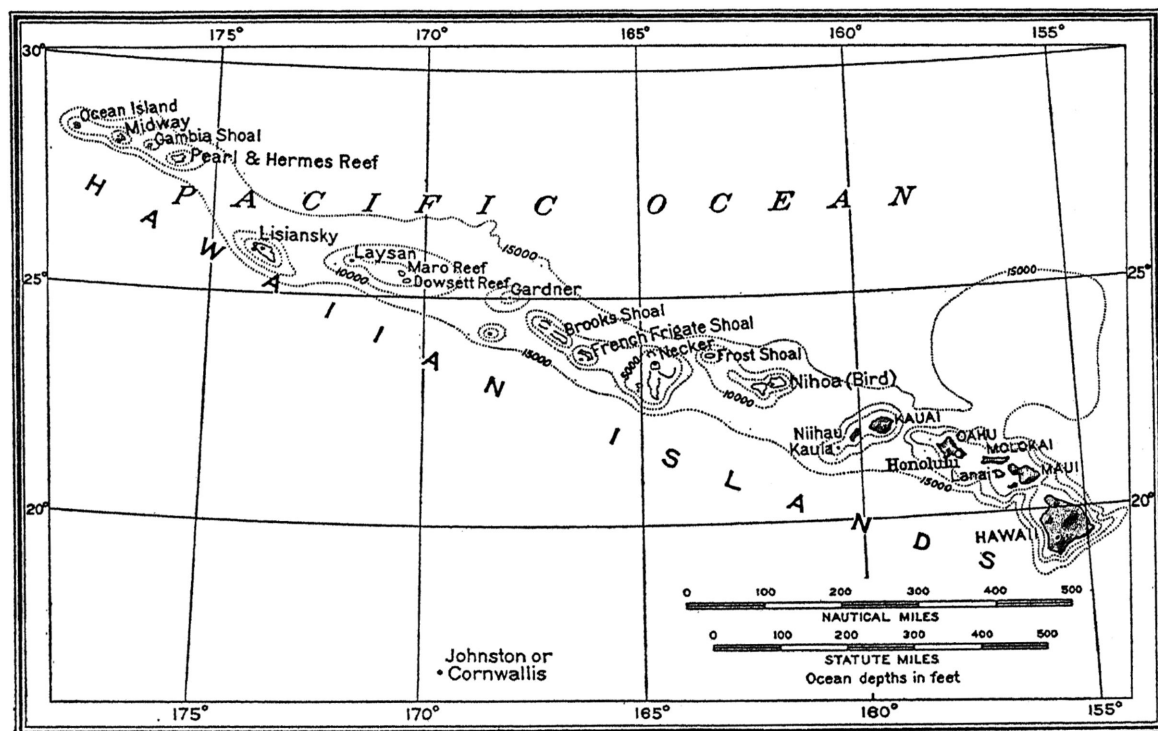 175°
170°
165°
160°
155°
30°
Ocean Island
Midway
Gambia Shoal
Pearl & Hermes Reef
PACIFIC OCEAN
HAWAIIAN ISLANDS
Lisiansky
Laysan
10000
Maro Reef
Dowsett Reef
15000
Gardner
25°
25°
15000
15000
Brooks Shoal
French Frigate Shoal
5000
Necker
Frost Shoal
10000
Nihoa (Bird)
Niihau
Kaula
KAUAI
OAHU
Honolulu
MOLOKAI
Lanai
MAUI
15000
20°
20°
HAWAII
0 100 200 300 400 500
NAUTICAL MILES
0 100 200 300 400 500
STATUTE MILES
Ocean depths in feet
Johnston or
Cornwallis
175°
170°
165°
160°
155°